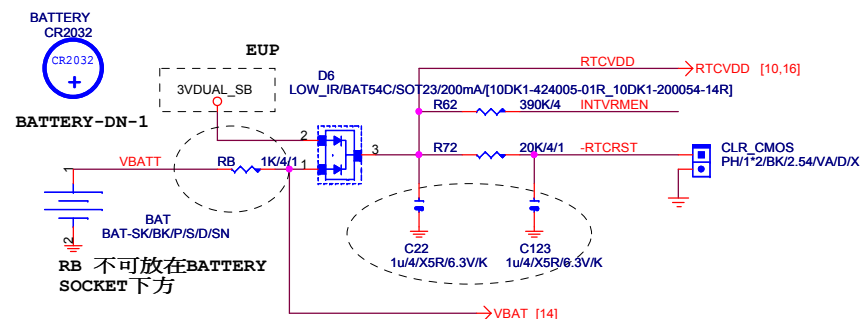 BATTERY
CR2032
CR2032
+
BATTERY-DN-1
EUP
3VDUAL_SB
D6
LOW_IR/BAT54C/SOT23/200mA/[10DK1-424005-01R_10DK1-200054-14R]
RTCVDD
RTCVDD [10,16]
R62
390K/4
INTVRMEN
2
3
1
R72
20K/4/1
-RTCRST
CLR_CMOS
PH/1*2/BK/2.54/VA/D/X
VBATT
RB
1K/4/1
1
2
BAT
BAT-SK/BK/P/S/D/SN
C22
1u/4/X5R/6.3V/K
C123
1u/4/X5R/6.3V/K
RB 不可放在BATTERY
SOCKET下方
VBAT [14]